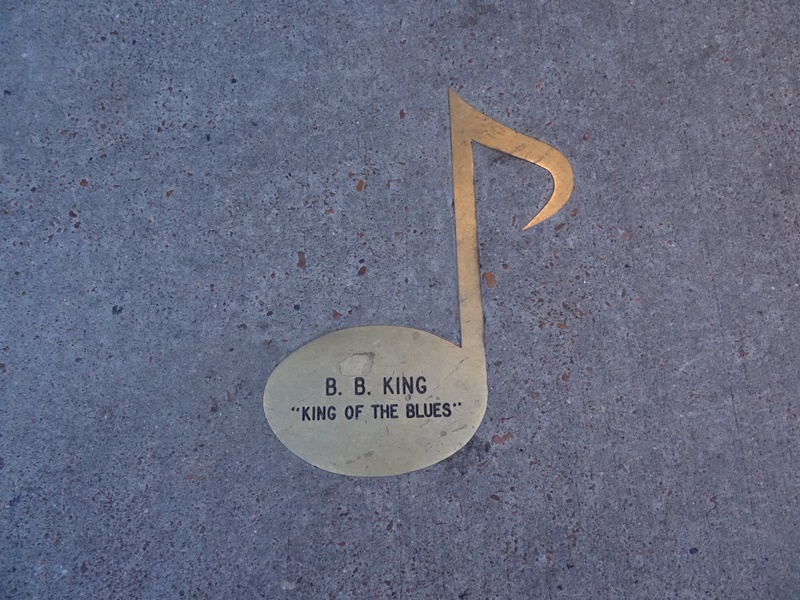 B. B. KING
"KING OF THE BLUES"